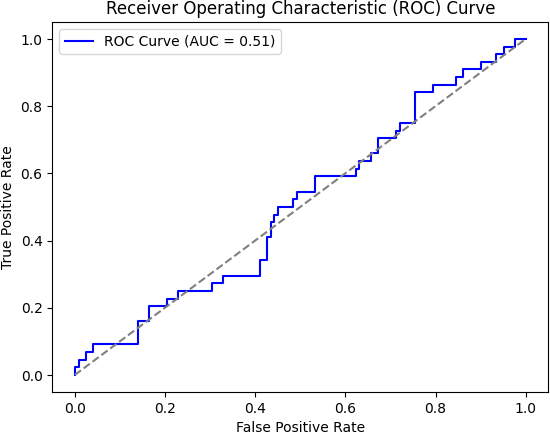 Receiver Operating Characteristic (ROC) Curve
ROC Curve (AUC = 0.51)
True Positive Rate
1.0
0.8
0.6
0.4
0.2
0.0
0.0 0.2 0.4 0.6 0.8 1.0
False Positive Rate